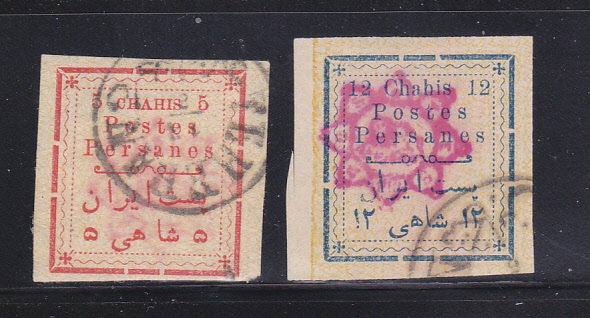 5 CHAHIS 5
Postes
Persanes
پست ایران
۵ شاهی ۵
12 Chahis 12
Postes
Persanes
پست ایران
۱۲ شاهی ۱۲